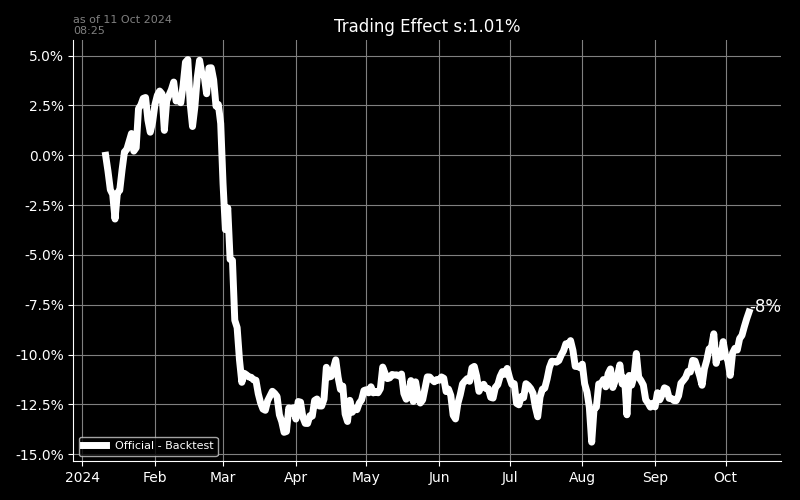 as of 11 Oct 2024
08:25
Trading Effect s:1.01%
5.0%
2.5%
0.0%
-2.5%
-5.0%
-7.5%
-10.0%
-12.5%
-15.0%
-8%
Official - Backtest
2024 Feb Mar Apr May Jun Jul Aug Sep Oct